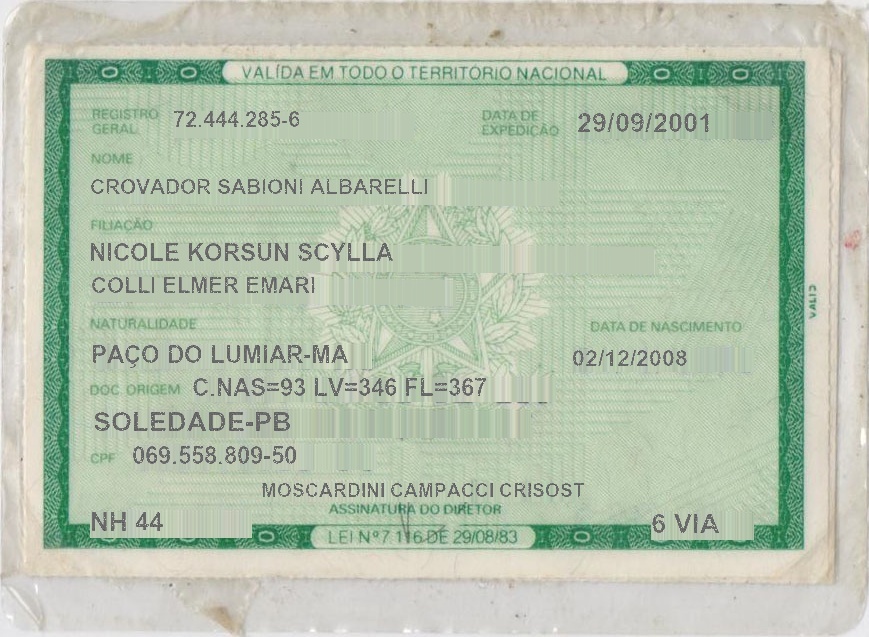 VALÍDA EM TODO O TERRITÓRIO NACIONAL
REGISTRO GERAL 72.444.285-6 DATA DE EXPEDIÇÃO 29/09/2001
NOME
CROVADOR SABIONI ALBARELLI
FILIAÇÃO
NICOLE KORSUN SCYLLA
COLLI ELMER EMARI
NATURALIDADE DATA DE NASCIMENTO
PAÇO DO LUMIAR-MA 02/12/2008
DOC ORIGEM C.NAS=93 LV=346 FL=367
SOLEDADE-PB
CPF 069.558.809-50
MOSCARDINI CAMPACCI CRISOST
ASSINATURA DO DIRETOR
NH 44 6 VIA
LEI Nº 7.116 DE 29/08/83
VALID